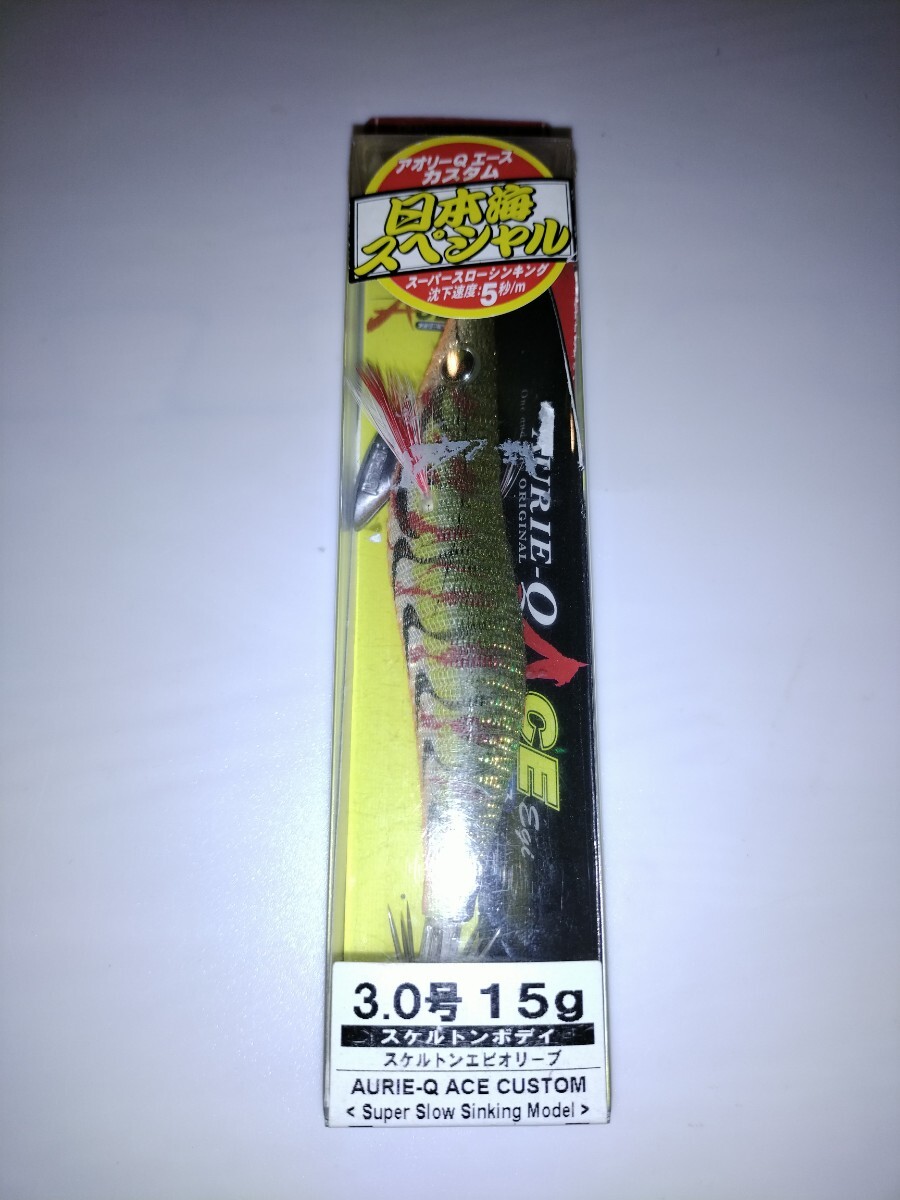 アオリーQ エース
カスタム
日本海
スペシャル
スーパースローシンキング
沈下速度:5秒/m
AURIE-Q
ORIGINAL
ACE
Egi
3.0号 15g
スケルトンボディ
スケルトンエビオリーブ
AURIE-Q ACE CUSTOM
< Super Slow Sinking Model >